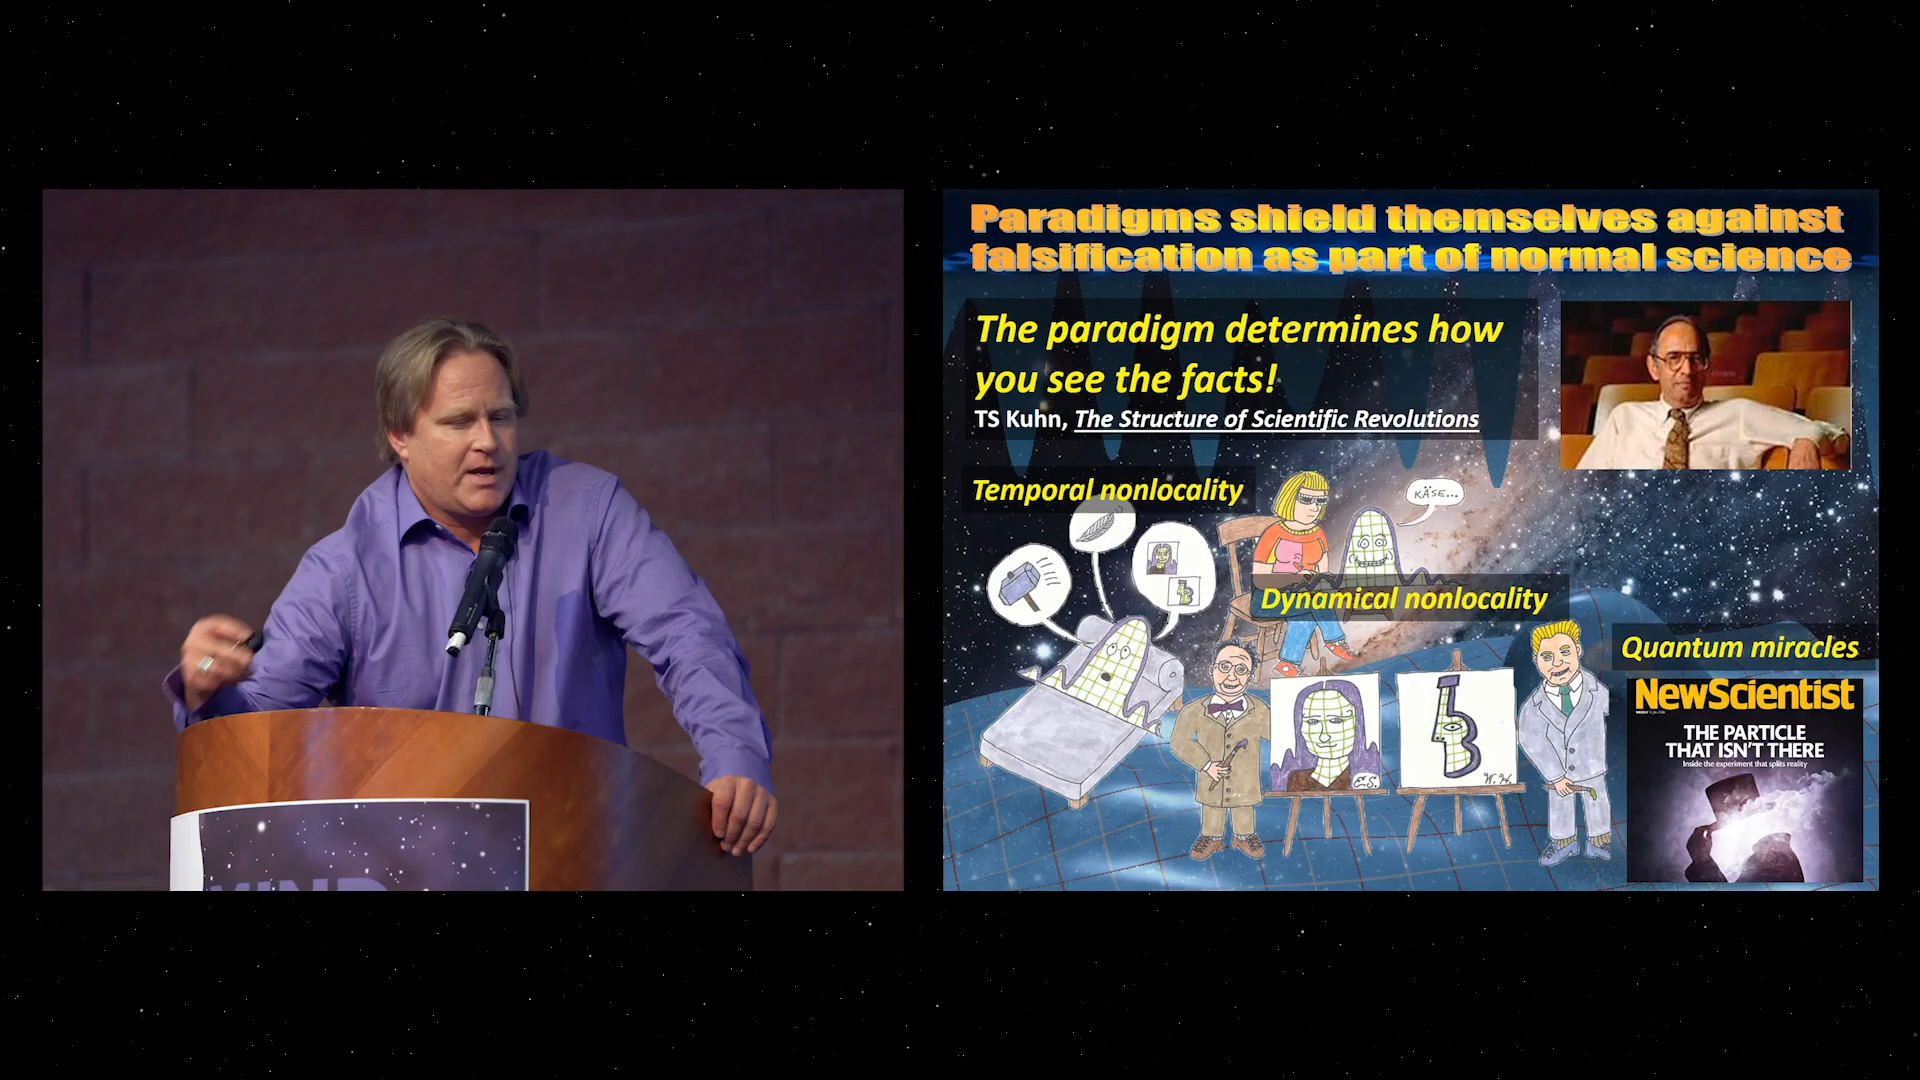 Paradigms shield themselves against
falsification as part of normal science
The paradigm determines how
you see the facts!
TS Kuhn, The Structure of Scientific Revolutions
Temporal nonlocality
KÄSE...
Dynamical nonlocality
Quantum miracles
E.S.
W.H.
NewScientist
THE PARTICLE
THAT ISN'T THERE
Inside the experiment that splits reality
MIND